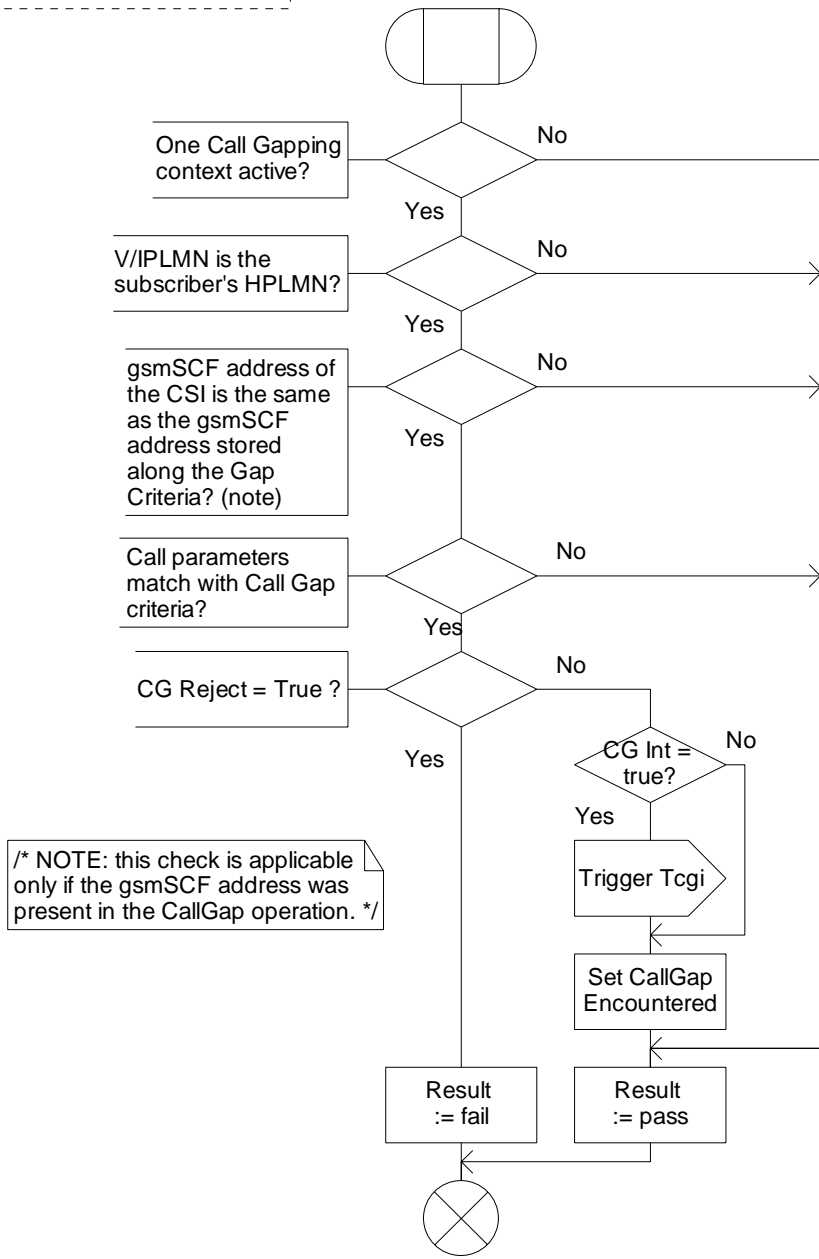 One Call Gapping
context active?
No
Yes
V/IPLMN is the
subscriber's HPLMN?
No
Yes
gsmSCF address of
the CSI is the same
as the gsmSCF
address stored
along the Gap
Criteria? (note)
No
Yes
Call parameters
match with Call Gap
criteria?
No
Yes
CG Reject = True ?
No
Yes
CG Int =
true?
No
Yes
Trigger Tcgi
/* NOTE: this check is applicable
only if the gsmSCF address was
present in the CallGap operation. */
Set CallGap
Encountered
Result
:= fail
Result
:= pass